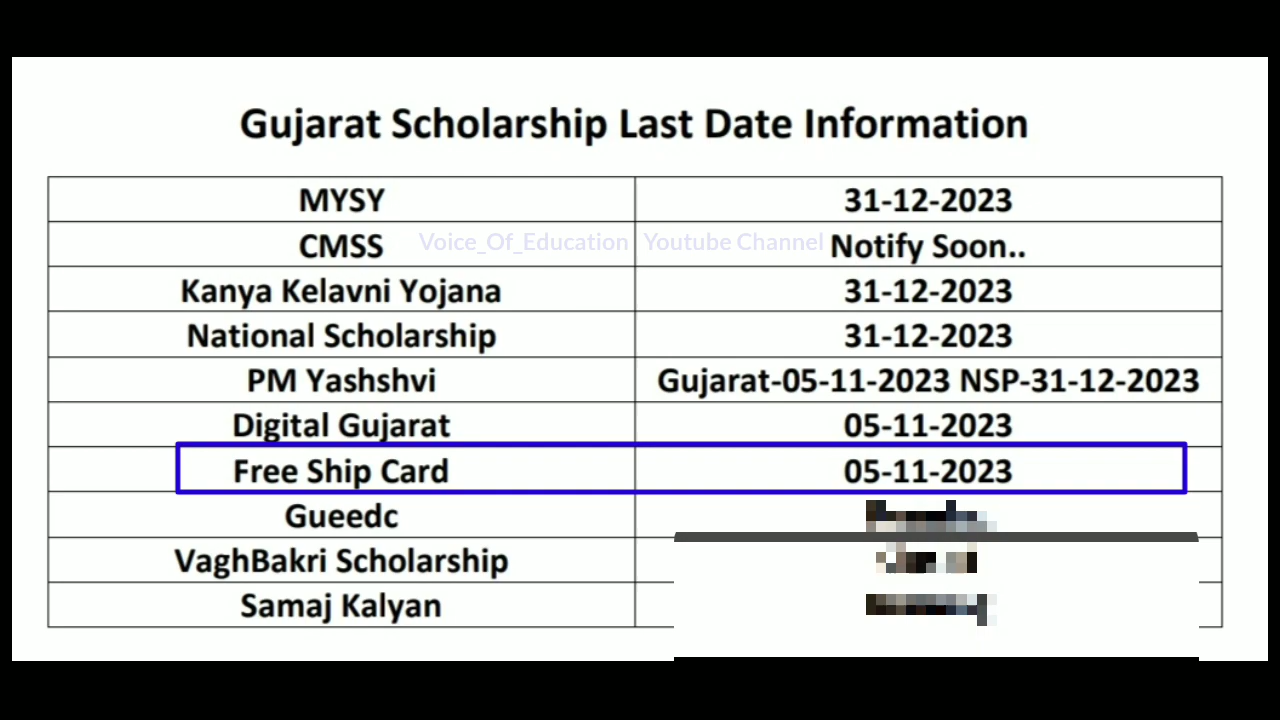 Gujarat Scholarship Last Date Information
MYSY 31-12-2023
CMSS Notify Soon..
Voice_Of_Education Youtube Channel
Kanya Kelavni Yojana 31-12-2023
National Scholarship 31-12-2023
PM Yashshvi Gujarat-05-11-2023 NSP-31-12-2023
Digital Gujarat 05-11-2023
Free Ship Card 05-11-2023
Gueedc
VaghBakri Scholarship
Samaj Kalyan